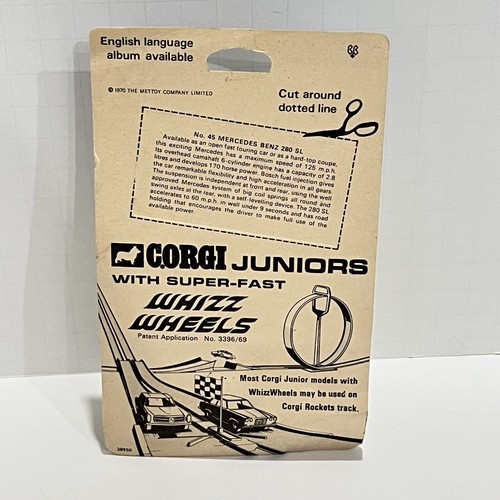 English language
album available
© 1970 THE METTOY COMPANY LIMITED
Cut around
dotted line
No. 45 MERCEDES BENZ 280 SL
Available as an open fast touring car or as a hard-top coupe,
this exciting Mercedes has a maximum speed of 125 m.p.h.
Its overhead camshaft 6-cylinder engine has a capacity of 2.8
litres and develops 170 horse power. Bosch fuel injection gives
the car remarkable flexibility and high acceleration in all gears.
The suspension is independent at front and rear, using the well
approved Mercedes system of big coil springs all round and
swing axles at the rear, with a self-levelling device. The 280 SL
accelerates to 60 m.p.h. in well under 9 seconds and has road
holding that encourages the driver to make full use of the
available power.
CORGI JUNIORS
WITH SUPER-FAST
WHIZZ
WHEELS
Patent Application No. 3396/69
Most Corgi Junior models with
WhizzWheels may be used on
Corgi Rockets track.